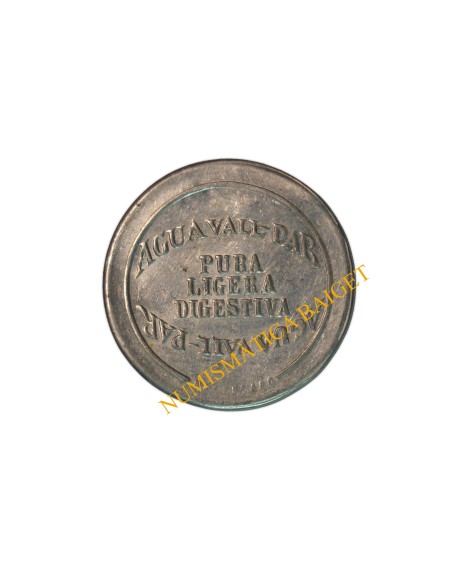 AGUA VALL-PAR
PURA
LIGERA
DIGESTIVA
AGUA VALL-PAR
NUMISMATICA BAIGET